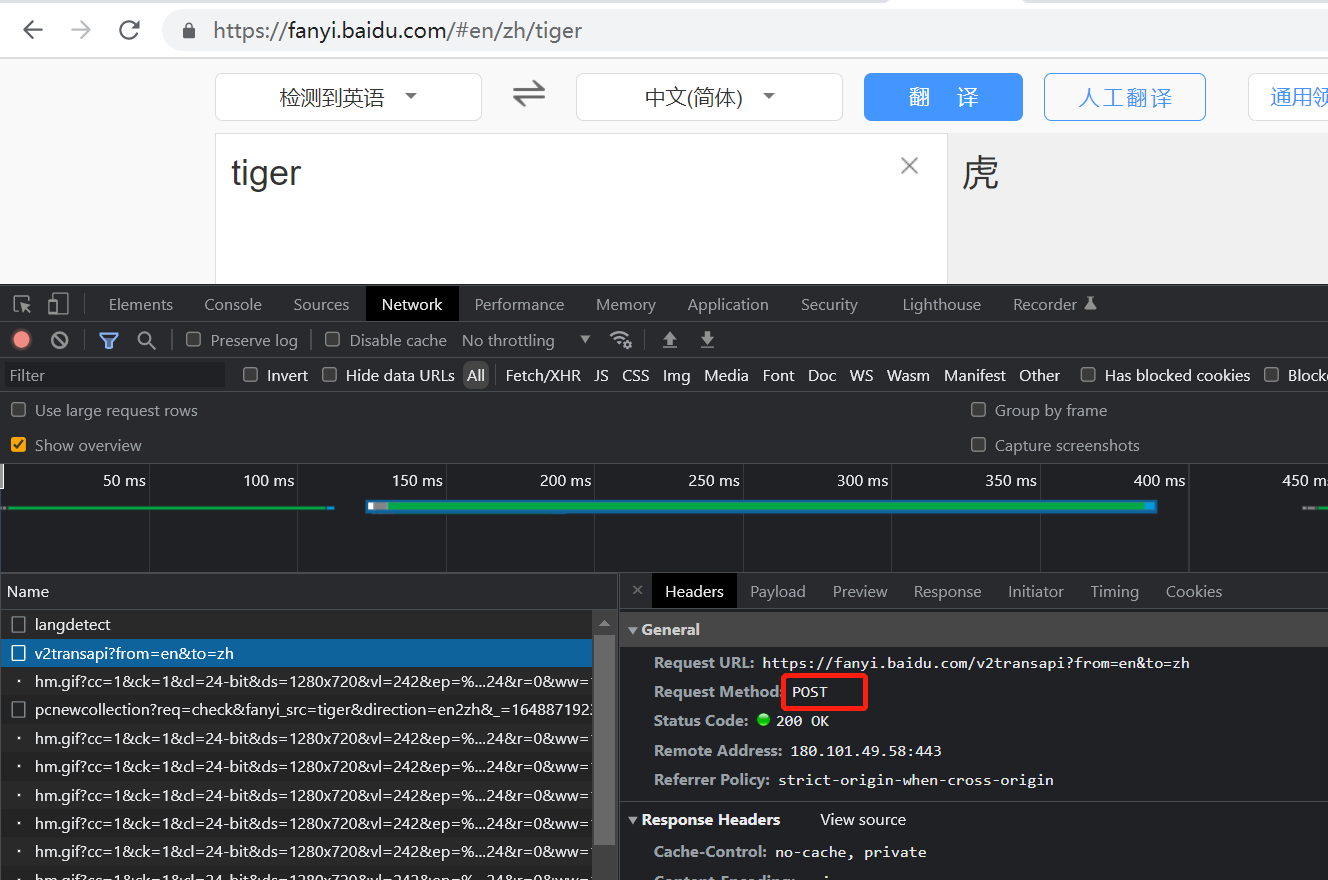 https://fanyi.baidu.com/#en/zh/tiger
检测到英语 中文(简体) 翻 译 人工翻译 通用领
tiger 虎
Elements Console Sources Network Performance Memory Application Security Lighthouse Recorder
Preserve log Disable cache No throttling
Filter Invert Hide data URLs All Fetch/XHR JS CSS Img Media Font Doc WS Wasm Manifest Other Has blocked cookies Block
Use large request rows Group by frame
Show overview Capture screenshots
50 ms 100 ms 150 ms 200 ms 250 ms 300 ms 350 ms 400 ms 450 m
Name
langdetect
v2transapi?from=en&to=zh
hm.gif?cc=1&ck=1&cl=24-bit&ds=1280x720&vl=242&ep=%...24&r=0&ww=
pcnewcollection?req=check&fanyi_src=tiger&direction=en2zh&_=1648871923
hm.gif?cc=1&ck=1&cl=24-bit&ds=1280x720&vl=242&ep=%...24&r=0&ww=
hm.gif?cc=1&ck=1&cl=24-bit&ds=1280x720&vl=242&ep=%...24&r=0&ww=
hm.gif?cc=1&ck=1&cl=24-bit&ds=1280x720&vl=242&ep=%...24&r=0&ww=
hm.gif?cc=1&ck=1&cl=24-bit&ds=1280x720&vl=242&ep=%...24&r=0&ww=
hm.gif?cc=1&ck=1&cl=24-bit&ds=1280x720&vl=242&ep=%...24&r=0&ww=
Headers Payload Preview Response Initiator Timing Cookies
General
Request URL: https://fanyi.baidu.com/v2transapi?from=en&to=zh
Request Method: POST
Status Code: 200 OK
Remote Address: 180.101.49.58:443
Referrer Policy: strict-origin-when-cross-origin
Response Headers View source
Cache-Control: no-cache, private